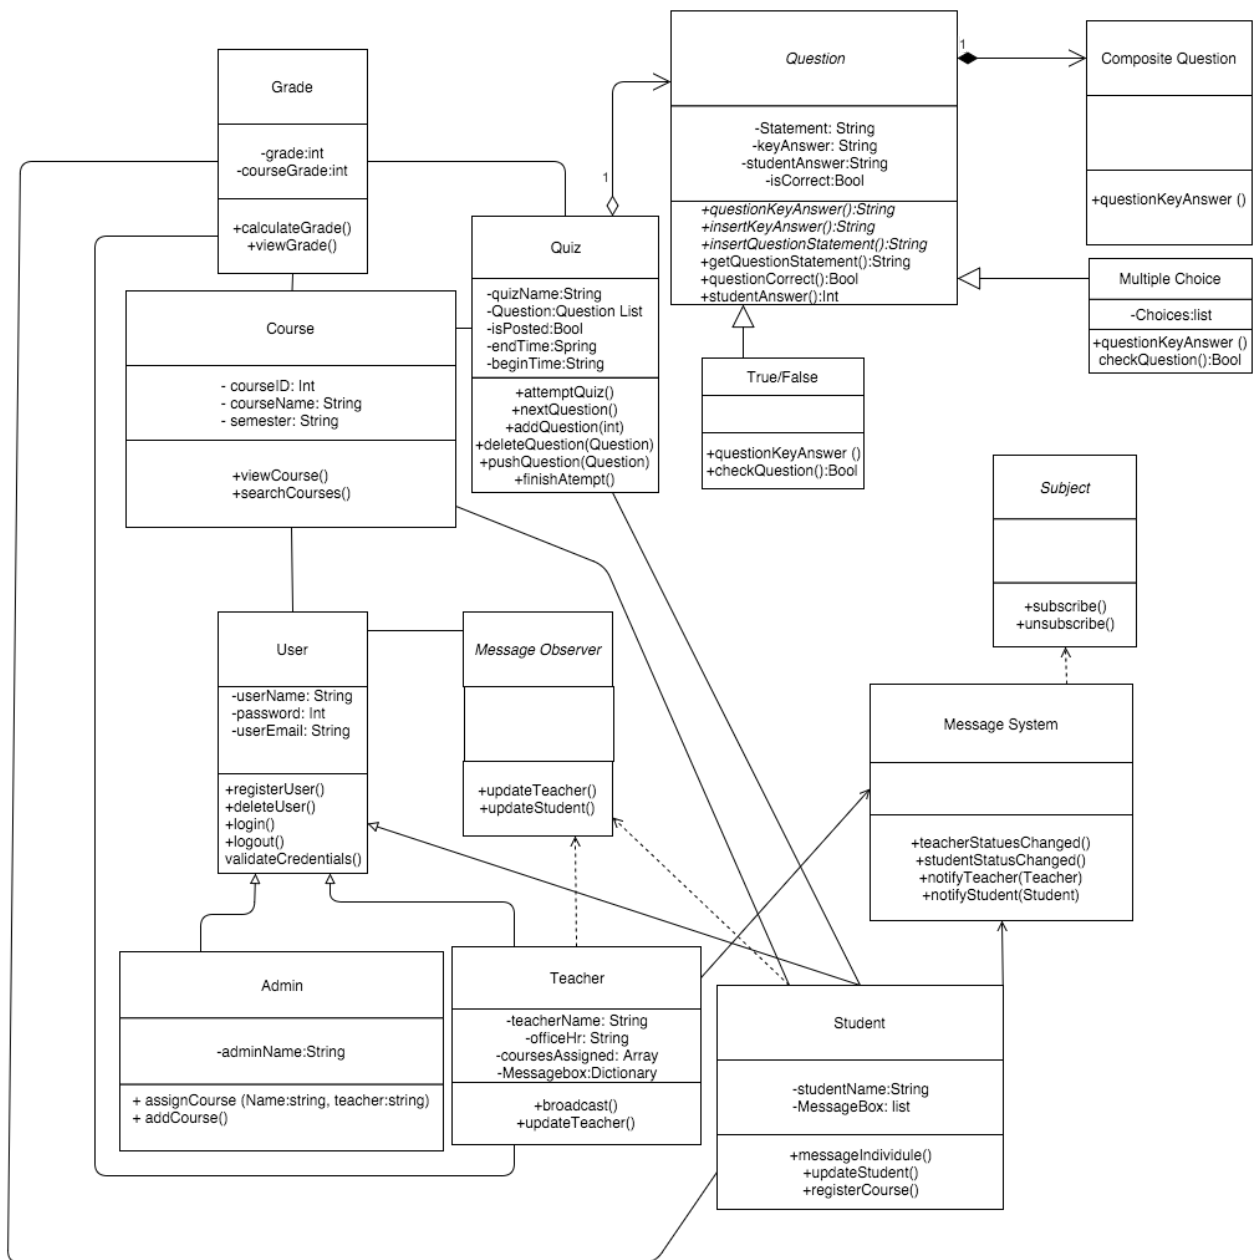 Grade
-grade:int
-courseGrade:int
+calculateGrade()
+viewGrade()
Question
-Statement: String
-keyAnswer: String
-studentAnswer:String
-isCorrect:Bool
+questionKeyAnswer():String
+insertKeyAnswer():String
+insertQuestionStatement():String
+getQuestionStatement():String
+questionCorrect():Bool
+studentAnswer():Int
1
Composite Question
+questionKeyAnswer ()
1
Quiz
-quizName:String
-Question:Question List
-isPosted:Bool
-endTime:Spring
-beginTime:String
+attemptQuiz()
+nextQuestion()
+addQuestion(int)
+deleteQuestion(Question)
+pushQuestion(Question)
+finishAtempt()
Multiple Choice
-Choices:list
+questionKeyAnswer ()
checkQuestion():Bool
Course
- courseID: Int
- courseName: String
- semester: String
+viewCourse()
+searchCourses()
True/False
+questionKeyAnswer ()
+checkQuestion():Bool
Subject
+subscribe()
+unsubscribe()
User
-userName: String
-password: Int
-userEmail: String
+registerUser()
+deleteUser()
+login()
+logout()
validateCredentials()
Message Observer
+updateTeacher()
+updateStudent()
Message System
+teacherStatuesChanged()
+studentStatusChanged()
+notifyTeacher(Teacher)
+notifyStudent(Student)
Admin
-adminName:String
+ assignCourse (Name:string, teacher:string)
+ addCourse()
Teacher
-teacherName: String
-officeHr: String
-coursesAssigned: Array
-Messagebox:Dictionary
+broadcast()
+updateTeacher()
Student
-studentName:String
-MessageBox: list
+messageIndividule()
+updateStudent()
+registerCourse()